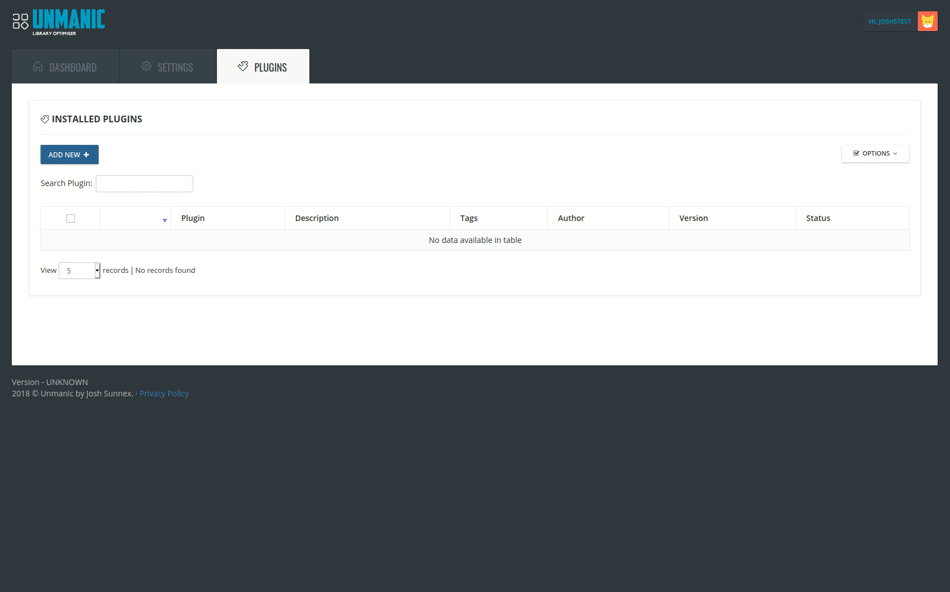 UNMANIC
LIBRARY OPTIMISER
HI, JOSH5TEST
DASHBOARD
SETTINGS
PLUGINS
INSTALLED PLUGINS
ADD NEW
OPTIONS
Search Plugin:
Plugin Description Tags Author Version Status
No data available in table
View 5 records | No records found
Version - UNKNOWN
2018 © Unmanic by Josh Sunnex. - Privacy Policy